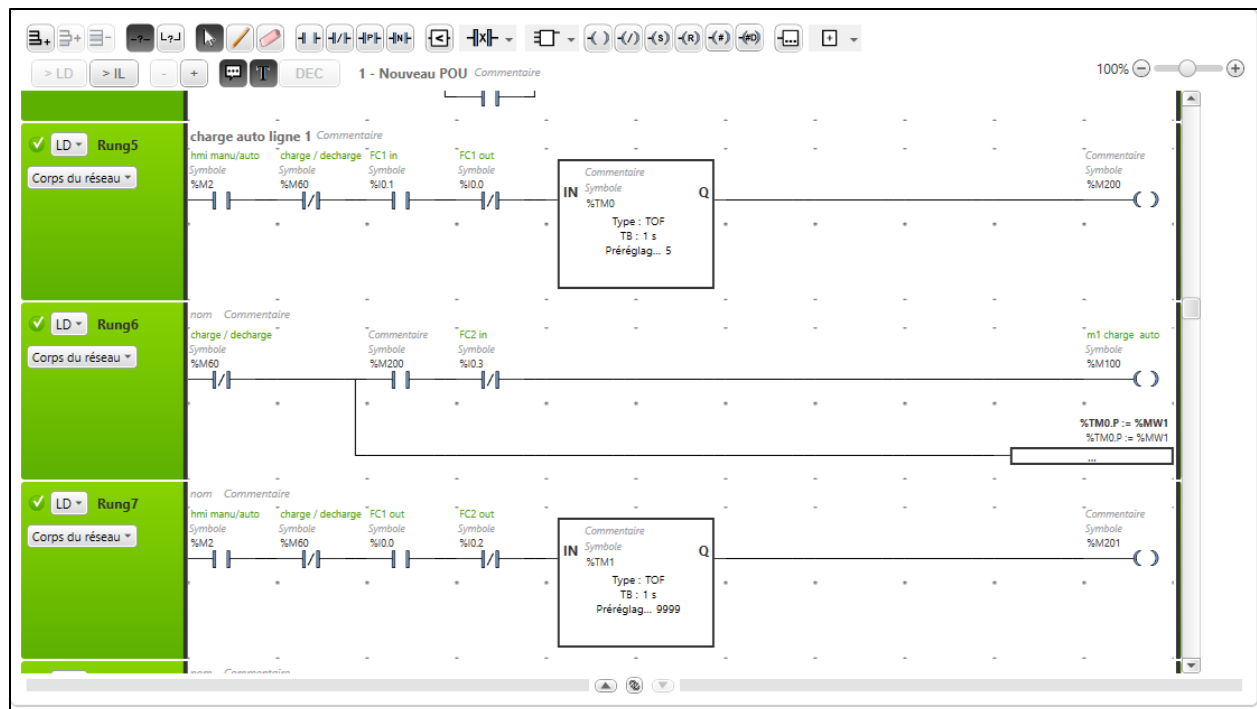 > LD > IL - + T DEC 1 - Nouveau POU Commentaire 100%
LD Rung5 charge auto ligne 1 Commentaire
Corps du réseau
hmi manu/auto charge / decharge FC1 in FC1 out Commentaire
Symbole Symbole Symbole Symbole Symbole
%M2 %M60 %I0.1 %I0.0 %M200
Commentaire
IN Symbole Q
%TM0
Type : TOF
TB : 1 s
Préréglag... 5
LD Rung6 nom Commentaire
Corps du réseau
charge / decharge Commentaire FC2 in m1 charge auto
Symbole Symbole Symbole Symbole
%M60 %M200 %I0.3 %M100
%TM0.P := %MW1
%TM0.P := %MW1
...
LD Rung7 nom Commentaire
Corps du réseau
hmi manu/auto charge / decharge FC1 out FC2 out Commentaire
Symbole Symbole Symbole Symbole Symbole
%M2 %M60 %I0.0 %I0.2 %M201
Commentaire
IN Symbole Q
%TM1
Type : TOF
TB : 1 s
Préréglag... 9999
nom Commentaire